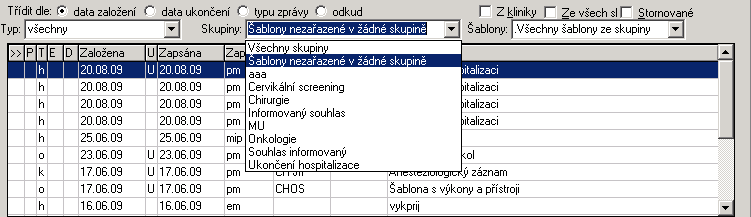 Třídit dle: data založení data ukončení typu zprávy odkud Z kliniky Ze všech sl Stornované
Typ: všechny Skupiny: Šablony nezařazené v žádné skupině Šablony: .Všechny šablony ze skupiny
Všechny skupiny
Šablony nezařazené v žádné skupině
aaa
Cervikální screening
Chirurgie
Informovaný souhlas
MU
Onkologie
Souhlas informovaný
Ukončení hospitalizace
>> P T E D Založena U Zapsána Zap
h 20.08.09 U 20.08.09 pm pitalizaci
h 20.08.09 20.08.09 pm pitalizaci
h 20.08.09 20.08.09 pm pitalizaci
h 20.08.09 20.08.09 pm pitalizaci
h 25.06.09 25.06.09 mip
o 23.06.09 U 23.06.09 pm kol
k 17.06.09 U 17.06.09 pm Anesteziologický záznam
o 17.06.09 U 17.06.09 pm CHOS Šablona s výkony a přístroji
h 16.06.09 16.06.09 em vykprij